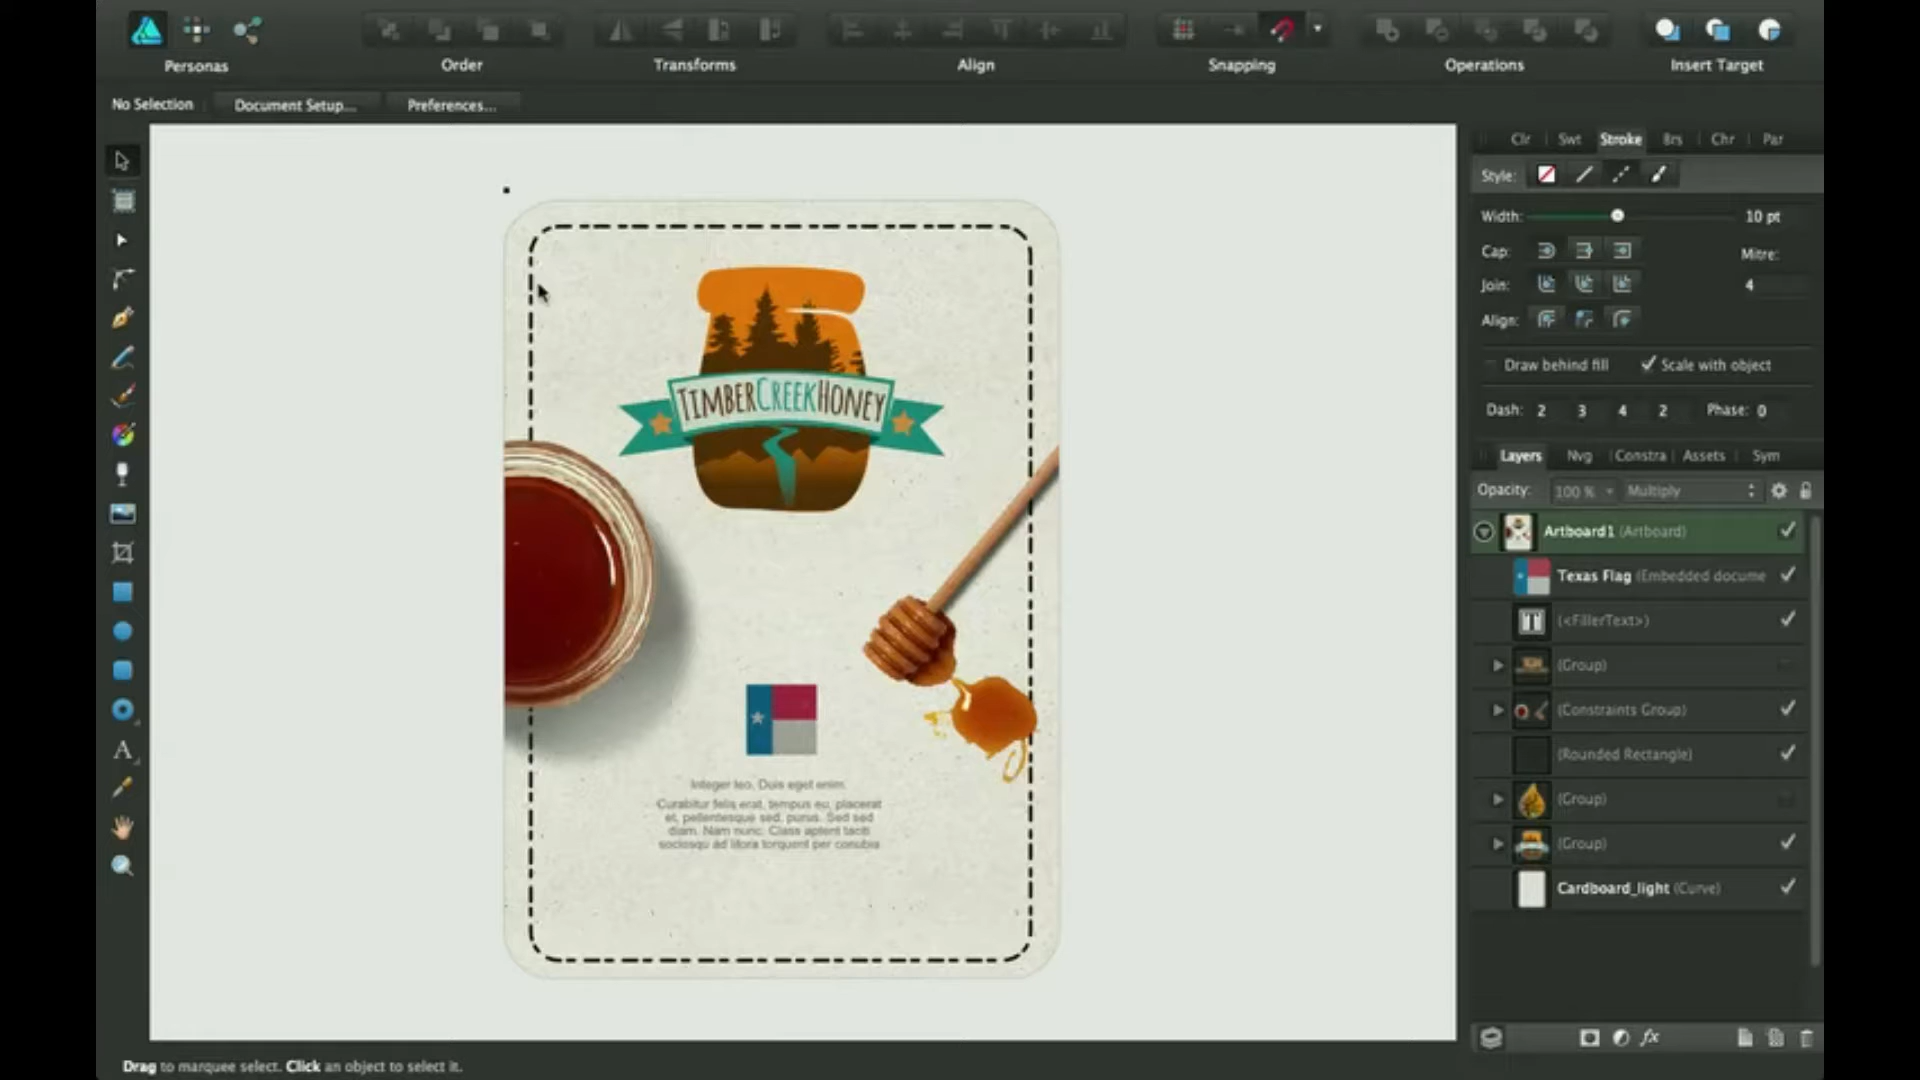 Personas
Order
Transforms
Align
Snapping
Operations
Insert Target
No Selection
Document Setup...
Preferences...
Clr
Swt
Stroke
Brs
Chr
Par
Style:
Width:
10 pt
Cap:
Mitre:
Join:
4
Align:
Draw behind fill
Scale with object
Dash: 2 3 4 2 Phase: 0
Layers
Nvg
Constra
Assets
Sym
Opacity: 100 % Multiply
Artboard1 (Artboard)
Texas Flag (Embedded docume
(<FillerText>)
(Group)
(Constraints Group)
(Rounded Rectangle)
(Group)
(Group)
Cardboard_light (Curve)
TIMBERCREEKHONEY
Integer leo. Duis eget enim.
Curabitur felis erat, tempus eu, placerat
et, pellentesque sed, purus. Sed sed
diam. Nam nunc. Class aptent taciti
sociosqu ad litora torquent per conubia
A
fx
Drag to marquee select. Click an object to select it.